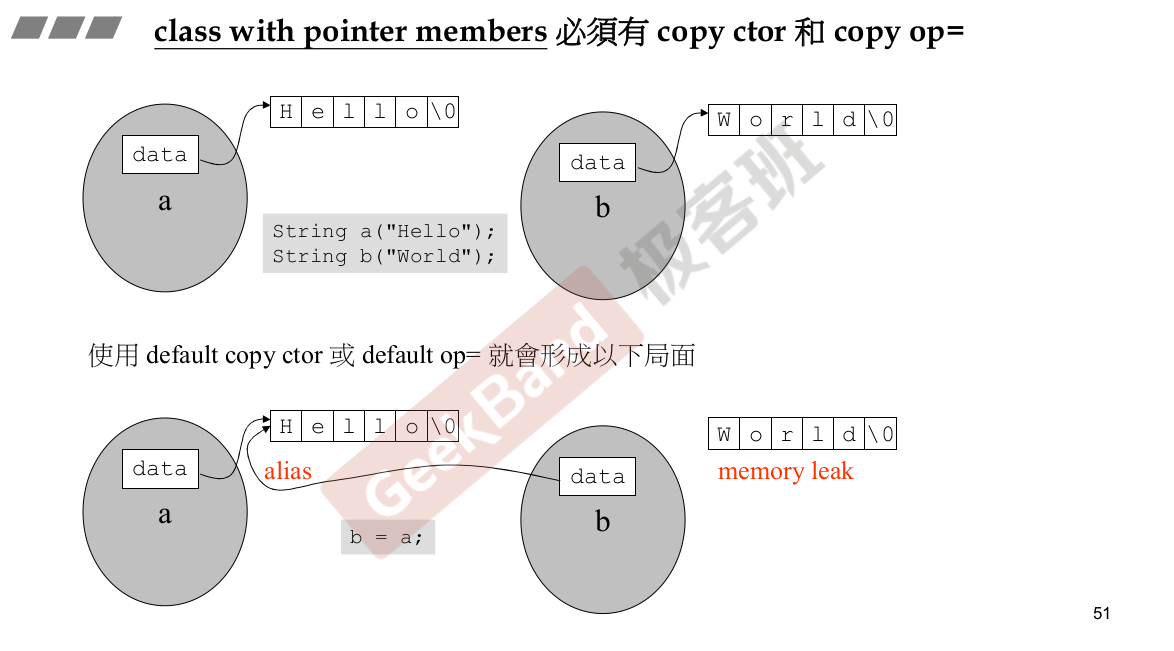 class with pointer members 必須有 copy ctor 和 copy op=
H e l l o \0
W o r l d \0
data
data
a
b
String a("Hello");
String b("World");
极客班
GeekBand
使用 default copy ctor 或 default op= 就會形成以下局面
H e l l o \0
W o r l d \0
data
alias
data
memory leak
a
b
b = a;
51